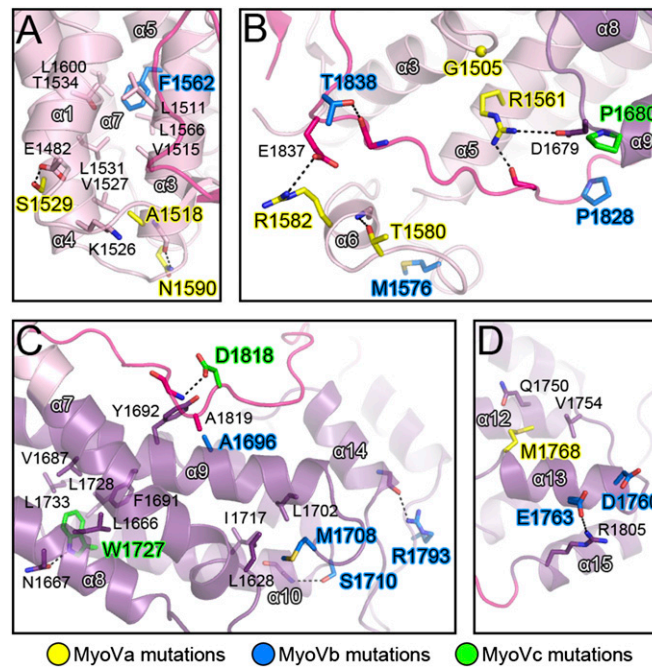 A
α5
L1600
T1534
F1562
α1
α7
L1511
L1566
E1482
V1515
L1531
V1527
α3
S1529
A1518
α4
K1526
N1590
B
α8
α3
G1505
T1838
R1561
P1680
E1837
α5
D1679
α9
R1582
P1828
α6
T1580
M1576
C
D1818
α7
Y1692
A1819
A1696
α14
V1687
α9
L1728
L1733
F1691
L1702
L1666
I1717
M1708
W1727
R1793
N1667
α8
L1628
α10
S1710
D
Q1750
V1754
α12
M1768
α13
D1760
E1763
R1805
α15
MyoVa mutations MyoVb mutations MyoVc mutations